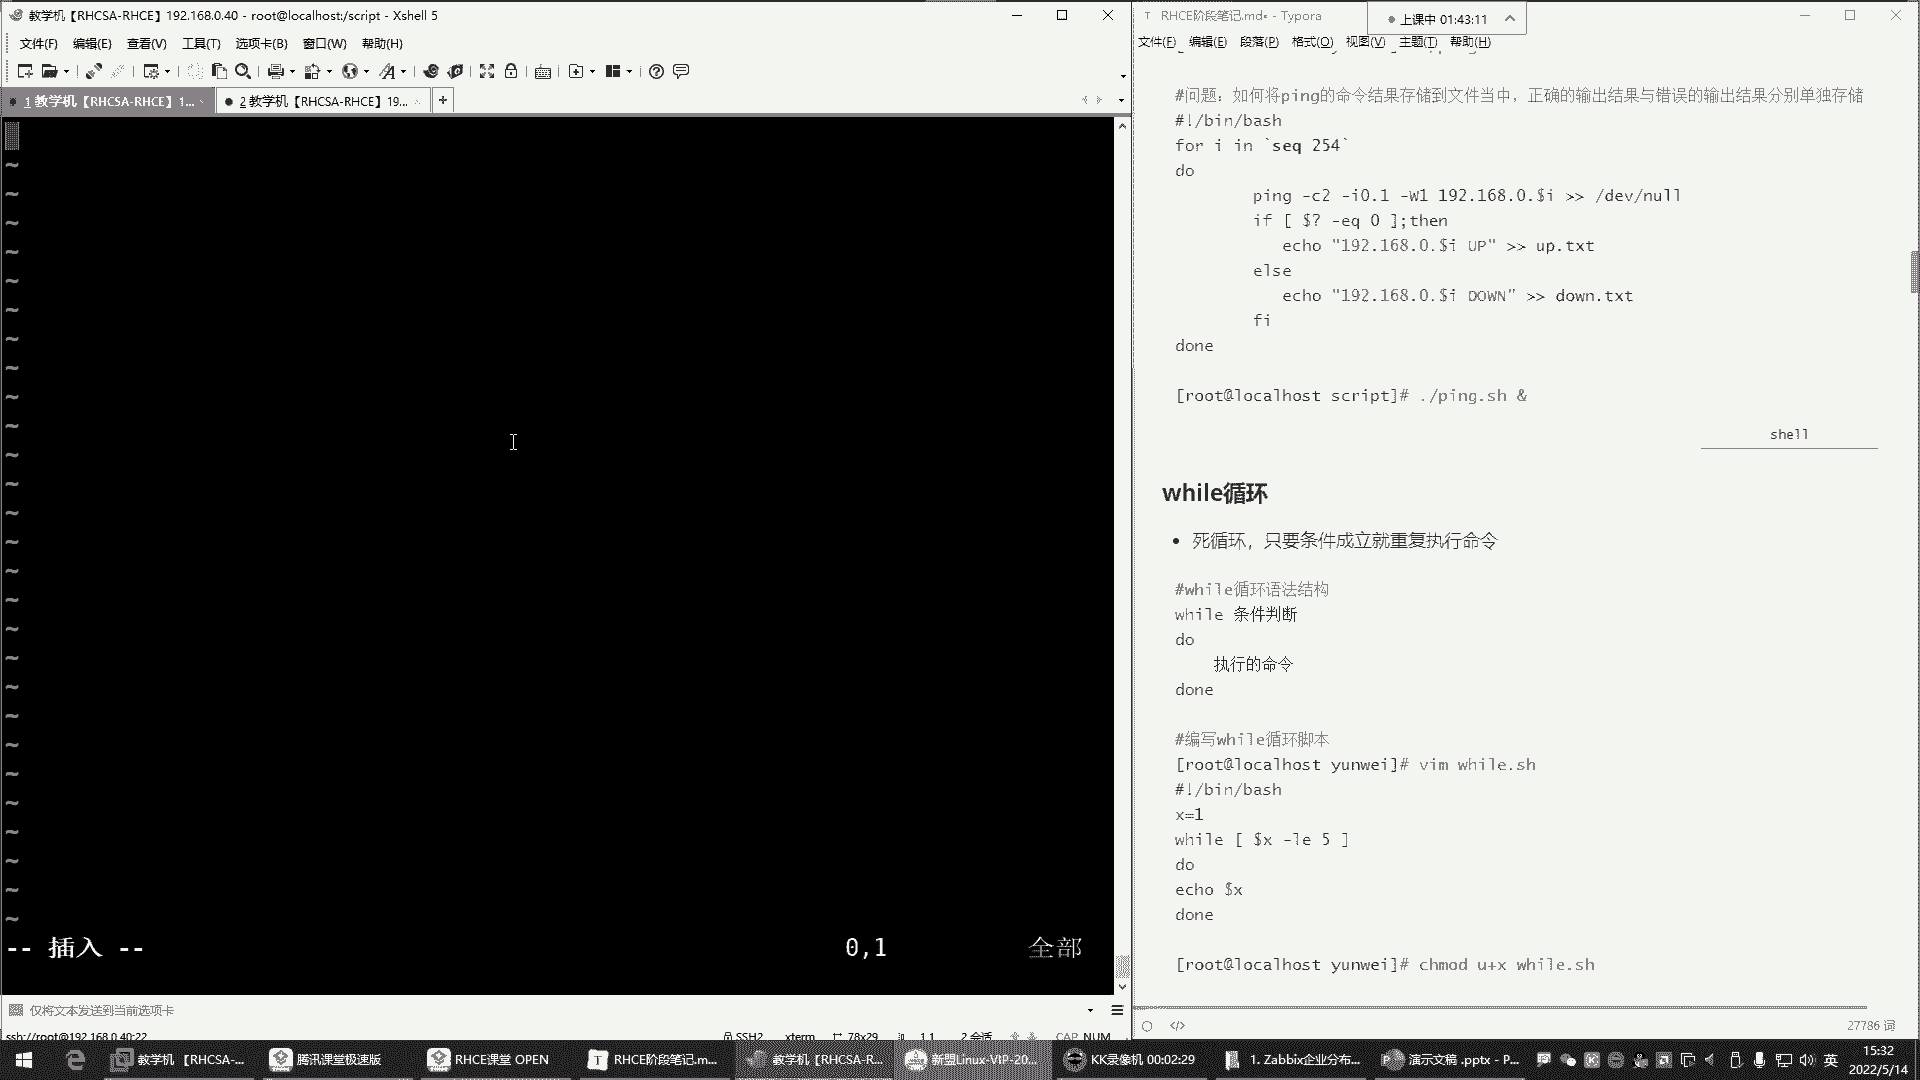 教学机【RHCSA-RHCE】192.168.0.40 - root@localhost:/script - Xshell 5
文件(F) 编辑(E) 查看(V) 工具(T) 选项卡(B) 窗口(W) 帮助(H)
1 教学机【RHCSA-RHCE】1...
2 教学机【RHCSA-RHCE】19...
-- 插入 --
0,1
全部
仅将文本发送到当前选项卡
ssh://root@192.168.0.40:22
SSH2 xterm 78x29 1,1 2 会话 CAP NUM
RHCE阶段笔记.md• - Typora
上课中 01:43:11
文件(F) 编辑(E) 段落(P) 格式(O) 视图(V) 主题(T) 帮助(H)
#问题：如何将ping的命令结果存储到文件当中，正确的输出结果与错误的输出结果分别单独存储
#!/bin/bash
for i in `seq 254`
do
ping -c2 -i0.1 -W1 192.168.0.$i >> /dev/null
if [ $? -eq 0 ];then
echo "192.168.0.$i UP" >> up.txt
else
echo "192.168.0.$i DOWN" >> down.txt
fi
done
[root@localhost script]# ./ping.sh &
shell
while循环
死循环，只要条件成立就重复执行命令
#while循环语法结构
while 条件判断
do
执行的命令
done
#编写while循环脚本
[root@localhost yunwei]# vim while.sh
#!/bin/bash
x=1
while [ $x -le 5 ]
do
echo $x
done
[root@localhost yunwei]# chmod u+x while.sh
27786 词
教学机 【RHCSA-...
腾讯课堂极速版
RHCE课堂 OPEN
RHCE阶段笔记.m...
教学机【RHCSA-R...
新盟Linux-VIP-20...
KK录像机 00:02:29
1. Zabbix企业分布...
演示文稿 .pptx - P...
英
15:32
2022/5/14